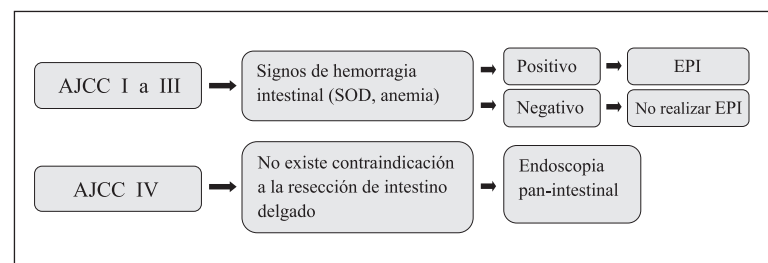 AJCC I a III
Signos de hemorragia
intestinal (SOD, anemia)
Positivo
EPI
Negativo
No realizar EPI
AJCC IV
No existe contraindicación
a la resección de intestino
delgado
Endoscopia
pan-intestinal